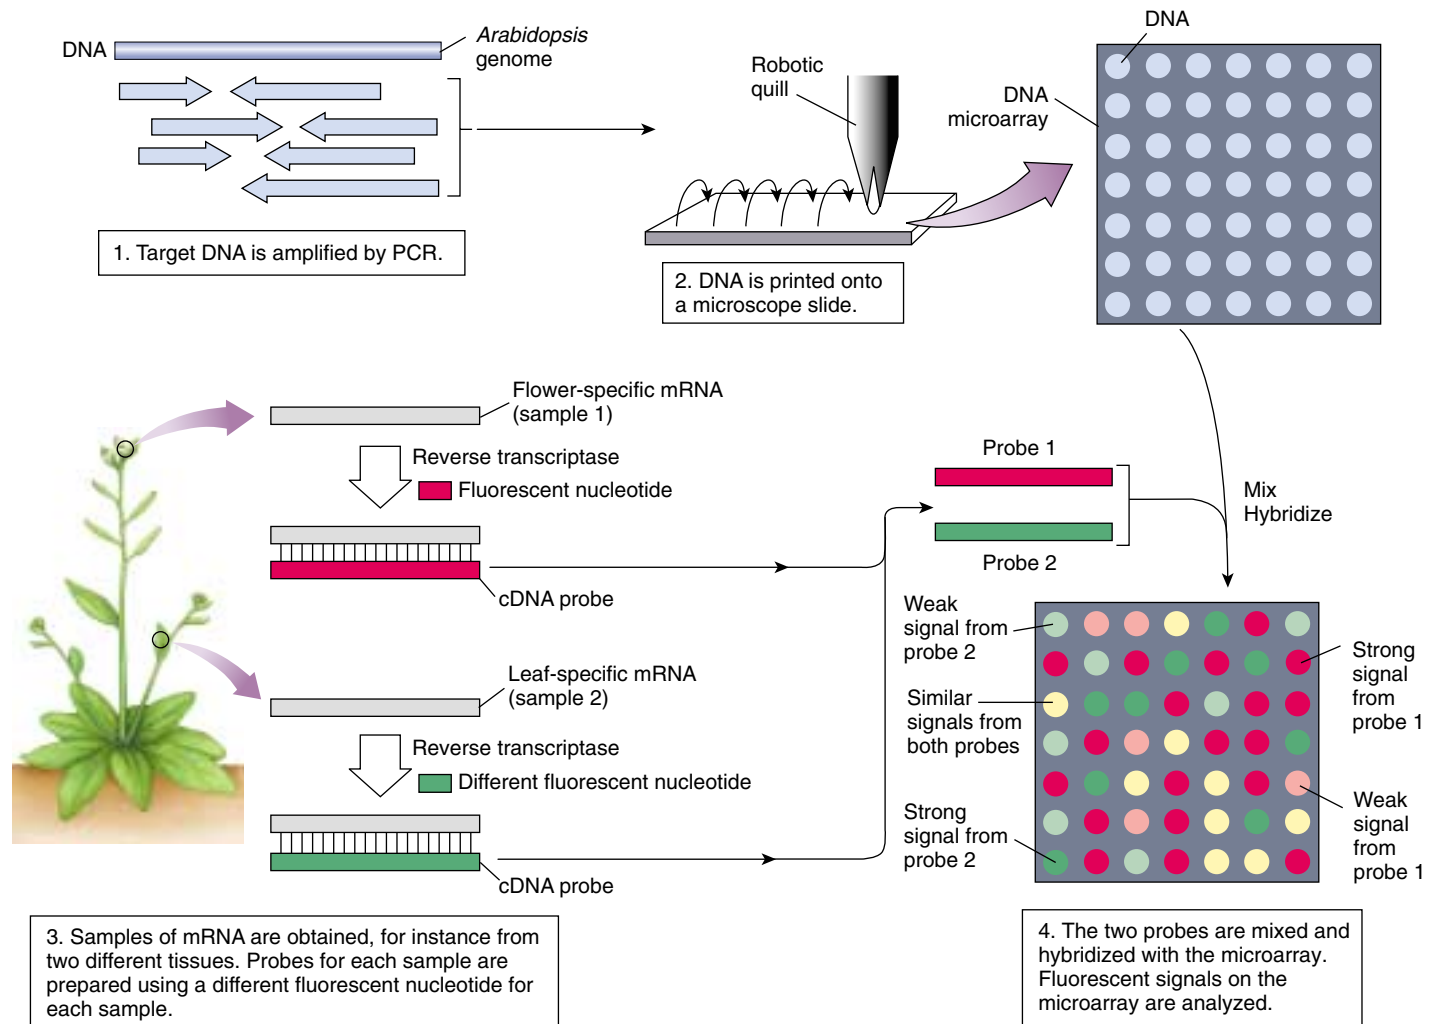 DNA
Arabidopsis
genome
1. Target DNA is amplified by PCR.
Robotic
quill
2. DNA is printed onto
a microscope slide.
DNA
DNA
microarray
Flower-specific mRNA
(sample 1)
Reverse transcriptase
Fluorescent nucleotide
cDNA probe
Leaf-specific mRNA
(sample 2)
Reverse transcriptase
Different fluorescent nucleotide
cDNA probe
3. Samples of mRNA are obtained, for instance from
two different tissues. Probes for each sample are
prepared using a different fluorescent nucleotide for
each sample.
Probe 1
Probe 2
Mix
Hybridize
Weak
signal from
probe 2
Similar
signals from
both probes
Strong
signal from
probe 2
Strong
signal
from
probe 1
Weak
signal
from
probe 1
4. The two probes are mixed and
hybridized with the microarray.
Fluorescent signals on the
microarray are analyzed.